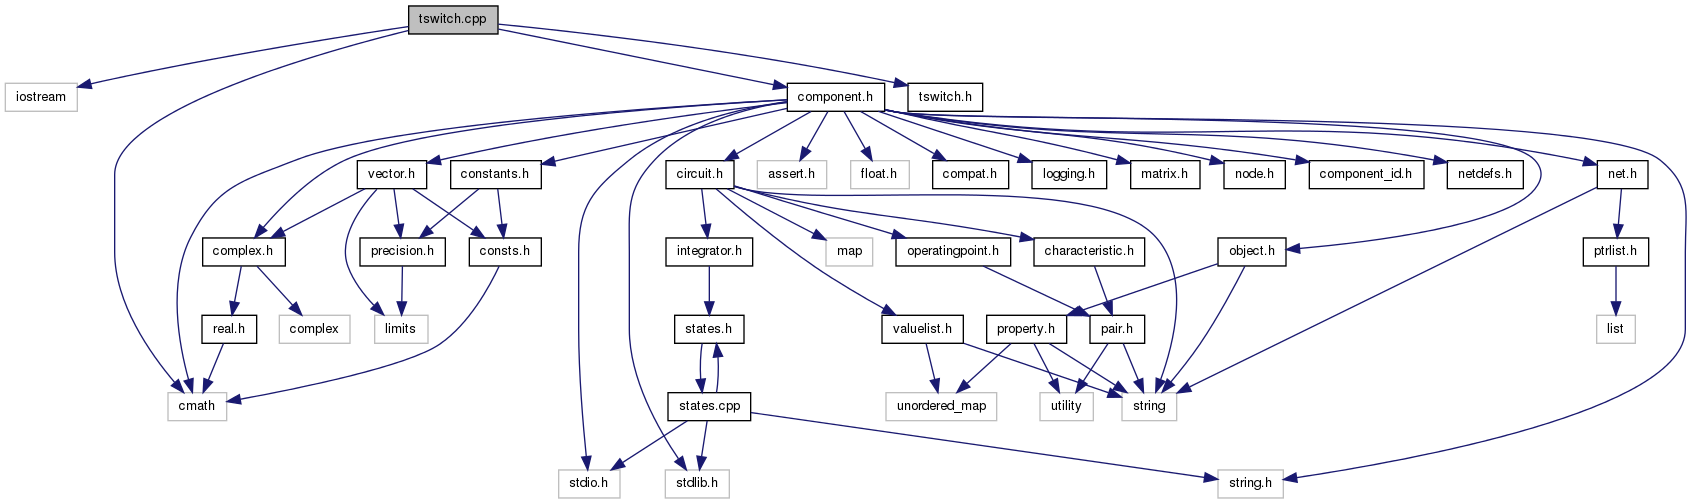 tswitch.cpp
iostream
component.h
tswitch.h
vector.h
constants.h
circuit.h
assert.h
float.h
compat.h
logging.h
matrix.h
node.h
component_id.h
netdefs.h
net.h
complex.h
precision.h
consts.h
integrator.h
map
operatingpoint.h
characteristic.h
object.h
ptrlist.h
real.h
complex
limits
states.h
valuelist.h
property.h
pair.h
list
cmath
states.cpp
unordered_map
utility
string
stdio.h
stdlib.h
string.h